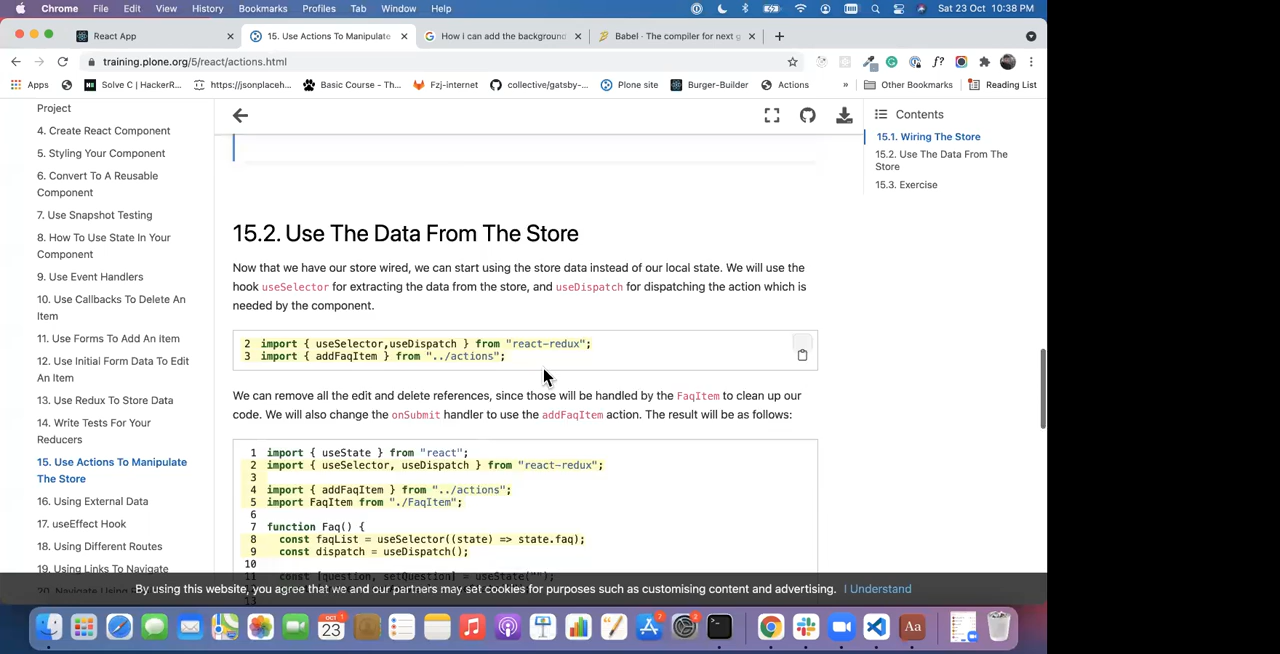 Chrome File Edit View History Bookmarks Profiles Tab Window Help Sat 23 Oct 10:38 PM
React App 15. Use Actions To Manipulate How i can add the background Babel · The compiler for next g
training.plone.org/5/react/actions.html
Apps Solve C | HackerR... https://jsonplaceh... Basic Course – Th... Fzj-internet collective/gatsby-... Plone site Burger-Builder Actions » Other Bookmarks Reading List
Project
4. Create React Component
5. Styling Your Component
6. Convert To A Reusable
Component
7. Use Snapshot Testing
8. How To Use State In Your
Component
9. Use Event Handlers
10. Use Callbacks To Delete An
Item
11. Use Forms To Add An Item
12. Use Initial Form Data To Edit
An Item
13. Use Redux To Store Data
14. Write Tests For Your
Reducers
15. Use Actions To Manipulate
The Store
16. Using External Data
17. useEffect Hook
18. Using Different Routes
19. Using Links To Navigate
15.2. Use The Data From The Store
Now that we have our store wired, we can start using the store data instead of our local state. We will use the
hook useSelector for extracting the data from the store, and useDispatch for dispatching the action which is
needed by the component.
2 import { useSelector,useDispatch } from "react-redux";
3 import { addFaqItem } from "../actions";
We can remove all the edit and delete references, since those will be handled by the FaqItem to clean up our
code. We will also change the onSubmit handler to use the addFaqItem action. The result will be as follows:
1 import { useState } from "react";
2 import { useSelector, useDispatch } from "react-redux";
3
4 import { addFaqItem } from "../actions";
5 import FaqItem from "./FaqItem";
6
7 function Faq() {
8 const faqList = useSelector((state) => state.faq);
9 const dispatch = useDispatch();
10
11 const [question, setQuestion] = useState("");
Contents
15.1. Wiring The Store
15.2. Use The Data From The
Store
15.3. Exercise
By using this website, you agree that we and our partners may set cookies for purposes such as customising content and advertising. I Understand
OCT 23 1 7 2 Aa